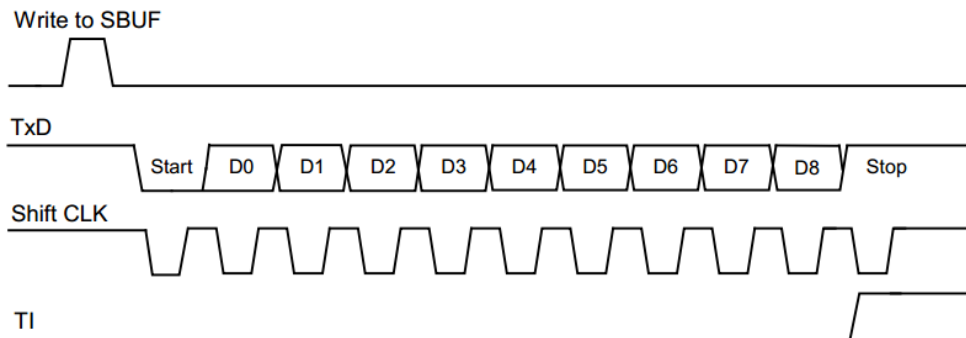 Write to SBUF
TxD
Start D0 D1 D2 D3 D4 D5 D6 D7 D8 Stop
Shift CLK
TI